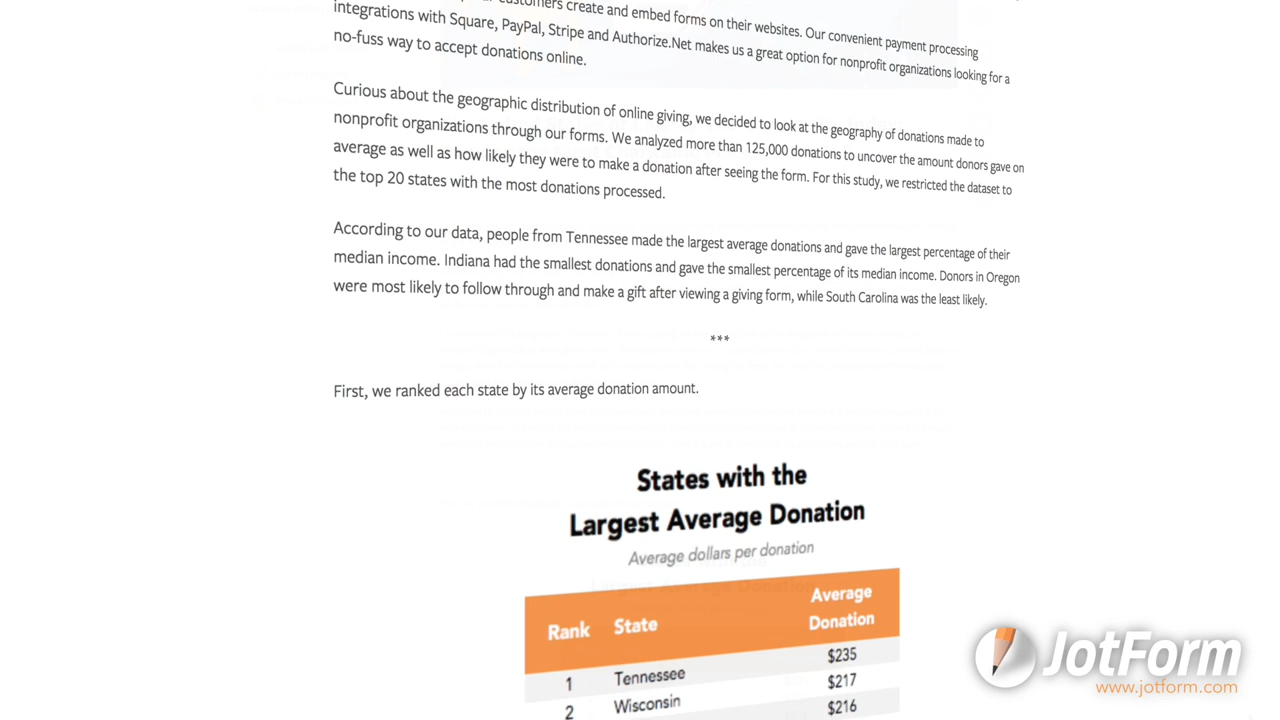 customers create and embed forms on their websites. Our convenient payment processing
integrations with Square, PayPal, Stripe and Authorize.Net makes us a great option for nonprofit organizations looking for a
no-fuss way to accept donations online.
Curious about the geographic distribution of online giving, we decided to look at the geography of donations made to
nonprofit organizations through our forms. We analyzed more than 125,000 donations to uncover the amount donors gave on
average as well as how likely they were to make a donation after seeing the form. For this study, we restricted the dataset to
the top 20 states with the most donations processed.
According to our data, people from Tennessee made the largest average donations and gave the largest percentage of their
median income. Indiana had the smallest donations and gave the smallest percentage of its median income. Donors in Oregon
were most likely to follow through and make a gift after viewing a giving form, while South Carolina was the least likely.
***
First, we ranked each state by its average donation amount.
States with the
Largest Average Donation
Average dollars per donation
Rank State Average Donation
1 Tennessee $235
2 Wisconsin $217
$216
JotForm
www.jotform.com